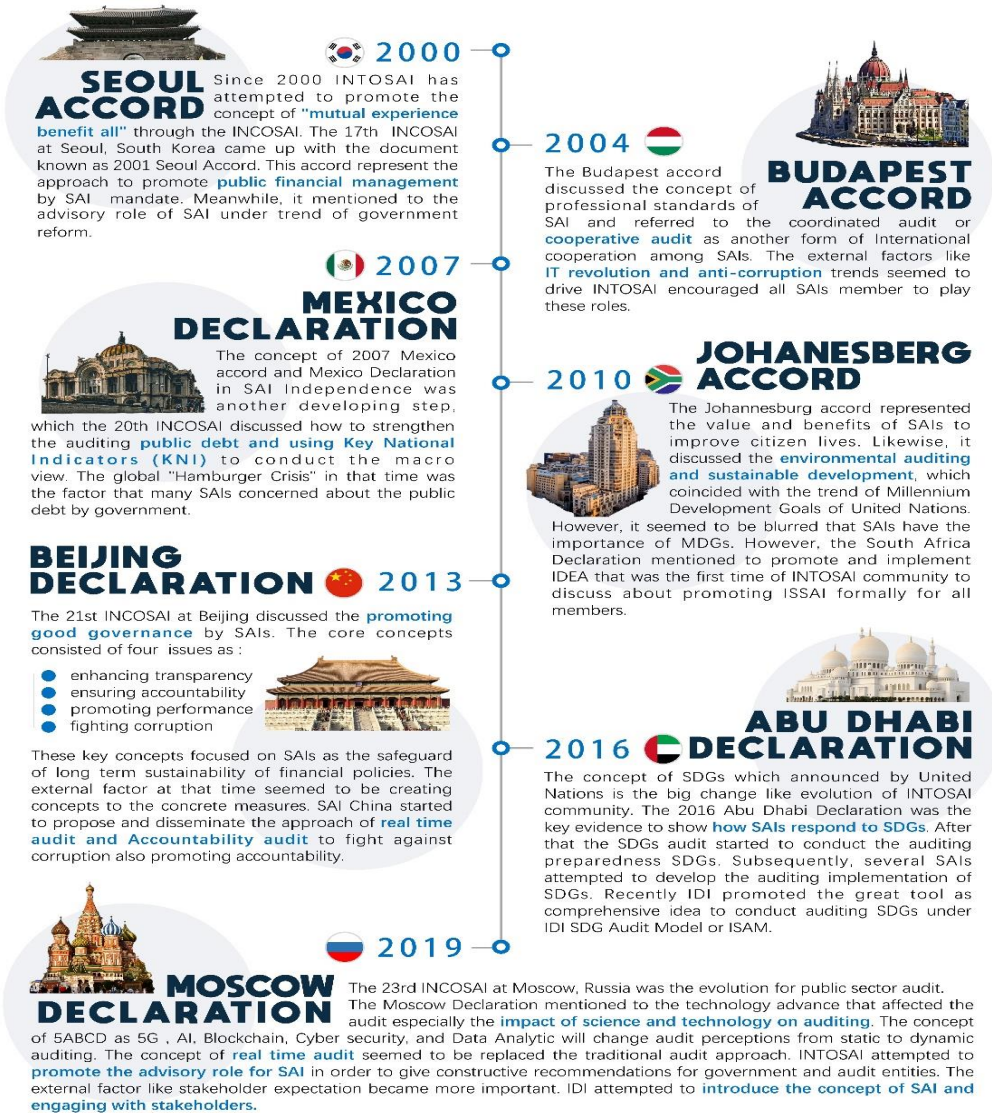 2000
SEOUL
ACCORD
Since 2000 INTOSAI has
attempted to promote the
concept of "mutual experience
benefit all" through the INCOSAI. The 17th INCOSAI
at Seoul, South Korea came up with the document
known as 2001 Seoul Accord. This accord represent the
approach to promote public financial management
by SAI mandate. Meanwhile, it mentioned to the
advisory role of SAI under trend of government
reform.
2004
BUDAPEST
ACCORD
The Budapest accord
discussed the concept of
professional standards of
SAI and referred to the coordinated audit or
cooperative audit as another form of International
cooperation among SAIs. The external factors like
IT revolution and anti-corruption trends seemed to
drive INTOSAI encouraged all SAIs member to play
these roles.
2007
MEXICO
DECLARATION
The concept of 2007 Mexico
accord and Mexico Declaration
in SAI Independence was
another developing step,
which the 20th INCOSAI discussed how to strengthen
the auditing public debt and using Key National
Indicators (KNI) to conduct the macro
view. The global "Hamburger Crisis" in that time was
the factor that many SAIs concerned about the public
debt by government.
2010
JOHANESBERG
ACCORD
The Johannesburg accord represented
the value and benefits of SAIs to
improve citizen lives. Likewise, it
discussed the environmental auditing
and sustainable development, which
coincided with the trend of Millennium
Development Goals of United Nations.
However, it seemed to be blurred that SAIs have the
importance of MDGs. However, the South Africa
Declaration mentioned to promote and implement
IDEA that was the first time of INTOSAI community to
discuss about promoting ISSAI formally for all
members.
BEIJING
DECLARATION
2013
The 21st INCOSAI at Beijing discussed the promoting
good governance by SAIs. The core concepts
consisted of four issues as :
enhancing transparency
ensuring accountability
promoting performance
fighting corruption
These key concepts focused on SAIs as the safeguard
of long term sustainability of financial policies. The
external factor at that time seemed to be creating
concepts to the concrete measures. SAI China started
to propose and disseminate the approach of real time
audit and Accountability audit to fight against
corruption also promoting accountability.
2016
ABU DHABI
DECLARATION
The concept of SDGs which announced by United
Nations is the big change like evolution of INTOSAI
community. The 2016 Abu Dhabi Declaration was the
key evidence to show how SAIs respond to SDGs. After
that the SDGs audit started to conduct the auditing
preparedness SDGs. Subsequently, several SAIs
attempted to develop the auditing implementation of
SDGs. Recently IDI promoted the great tool as
comprehensive idea to conduct auditing SDGs under
IDI SDG Audit Model or ISAM.
2019
MOSCOW
DECLARATION
The 23rd INCOSAI at Moscow, Russia was the evolution for public sector audit.
The Moscow Declaration mentioned to the technology advance that affected the
audit especially the impact of science and technology on auditing. The concept
of 5ABCD as 5G , AI, Blockchain, Cyber security, and Data Analytic will change audit perceptions from static to dynamic
auditing. The concept of real time audit seemed to be replaced the traditional audit approach. INTOSAI attempted to
promote the advisory role for SAI in order to give constructive recommendations for government and audit entities. The
external factor like stakeholder expectation became more important. IDI attempted to introduce the concept of SAI and
engaging with stakeholders.